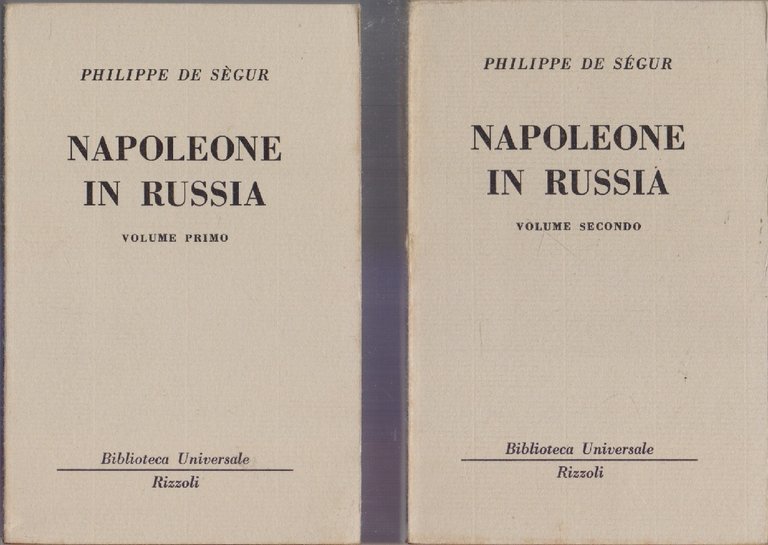 PHILIPPE DE SÈGUR
NAPOLEONE
IN RUSSIA
VOLUME PRIMO
Biblioteca Universale
Rizzoli
PHILIPPE DE SÉGUR
NAPOLEONE
IN RUSSIA
VOLUME SECONDO
Biblioteca Universale
Rizzoli